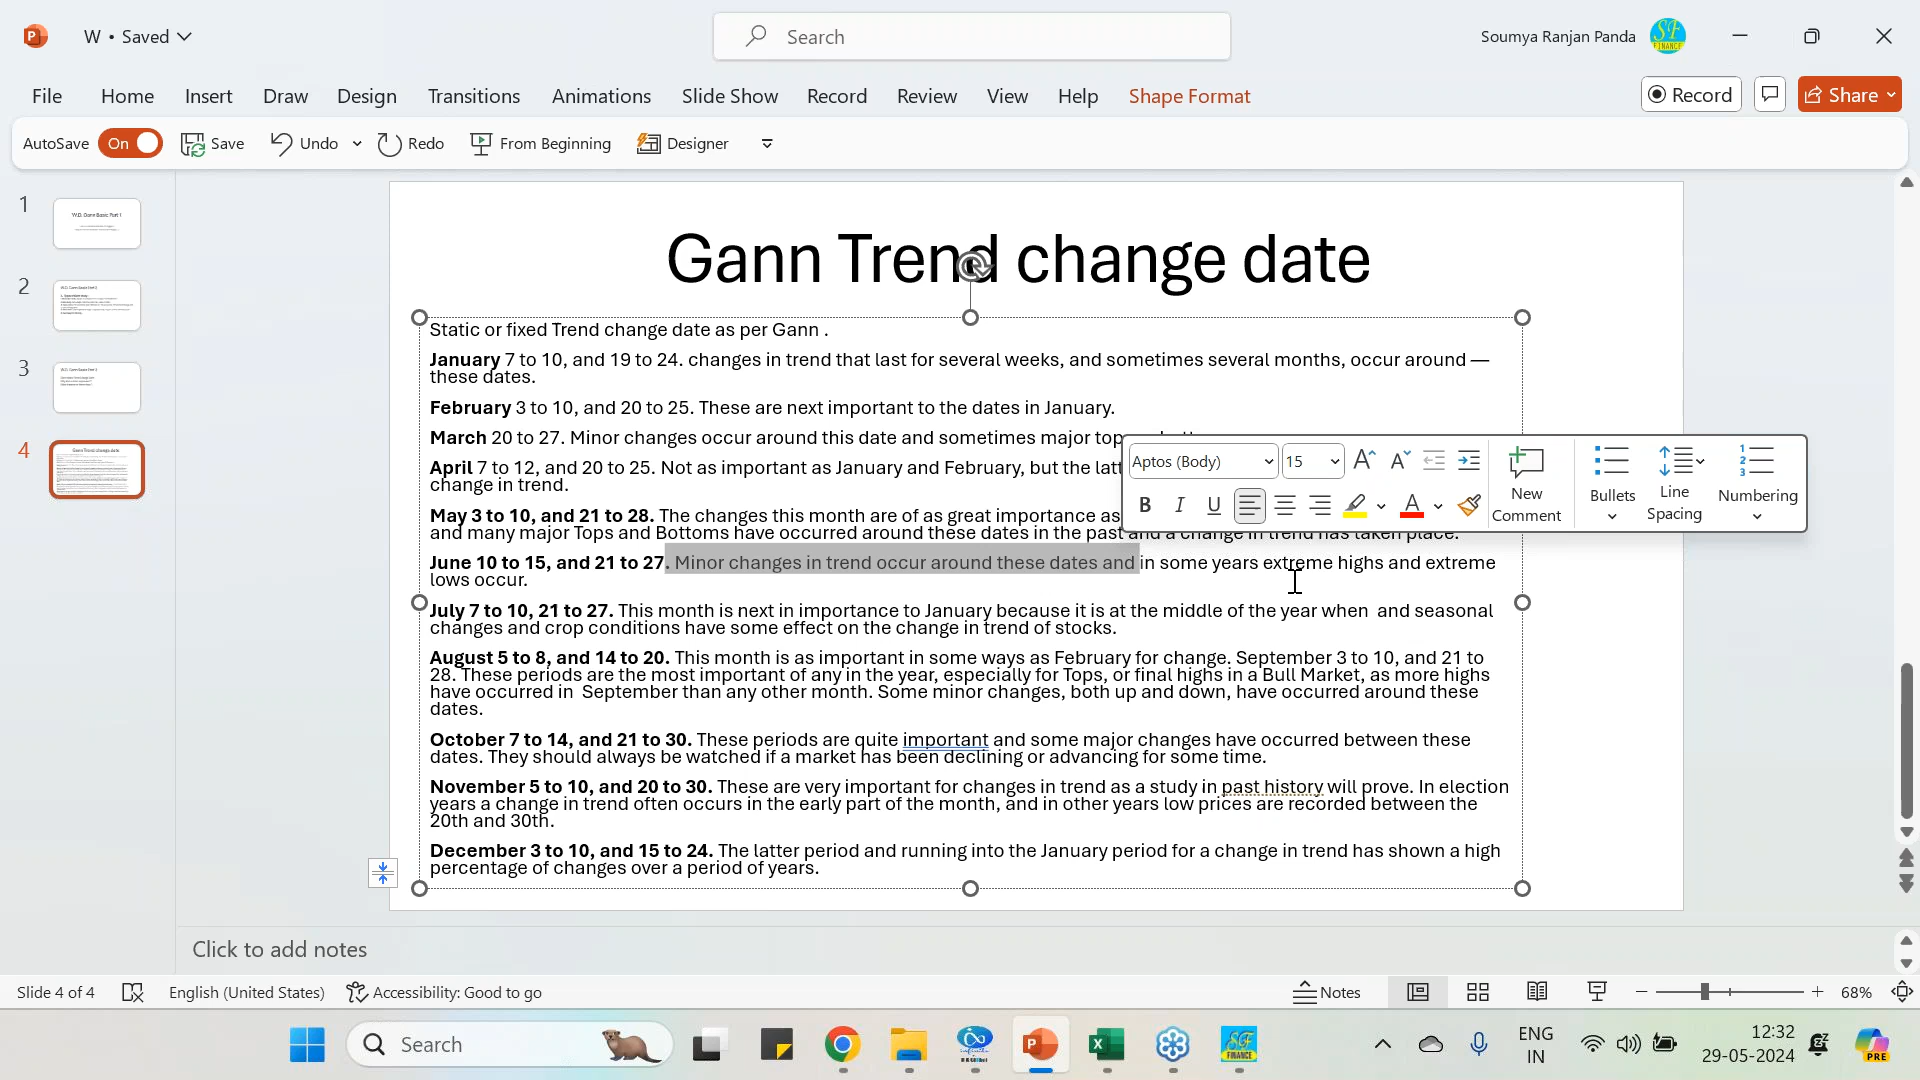 W • Saved
Search
Soumya Ranjan Panda
File Home Insert Draw Design Transitions Animations Slide Show Record Review View Help Shape Format
Record
Share
AutoSave On Save Undo Redo From Beginning Designer
1
2
3
4
Gann Trend change date
Static or fixed Trend change date as per Gann .
January 7 to 10, and 19 to 24. changes in trend that last for several weeks, and sometimes several months, occur around —
these dates.
February 3 to 10, and 20 to 25. These are next important to the dates in January.
March 20 to 27. Minor changes occur around this date and sometimes major
April 7 to 12, and 20 to 25. Not as important as January and February, but the
change in trend.
May 3 to 10, and 21 to 28. The changes this month are of as great importance as
and many major Tops and Bottoms have occurred around these dates in the past and a change in trend has taken place.
June 10 to 15, and 21 to 27. Minor changes in trend occur around these dates and in some years extreme highs and extreme
lows occur.
July 7 to 10, 21 to 27. This month is next in importance to January because it is at the middle of the year when and seasonal
changes and crop conditions have some effect on the change in trend of stocks.
August 5 to 8, and 14 to 20. This month is as important in some ways as February for change. September 3 to 10, and 21 to
28. These periods are the most important of any in the year, especially for Tops, or final highs in a Bull Market, as more highs
have occurred in September than any other month. Some minor changes, both up and down, have occurred around these
dates.
October 7 to 14, and 21 to 30. These periods are quite important and some major changes have occurred between these
dates. They should always be watched if a market has been declining or advancing for some time.
November 5 to 10, and 20 to 30. These are very important for changes in trend as a study in past history will prove. In election
years a change in trend often occurs in the early part of the month, and in other years low prices are recorded between the
20th and 30th.
December 3 to 10, and 15 to 24. The latter period and running into the January period for a change in trend has shown a high
percentage of changes over a period of years.
Aptos (Body) 15
B I U
New
Comment
Bullets
Line
Spacing
Numbering
Click to add notes
Slide 4 of 4 English (United States) Accessibility: Good to go Notes 68%
Search
ENG
IN
12:32
29-05-2024